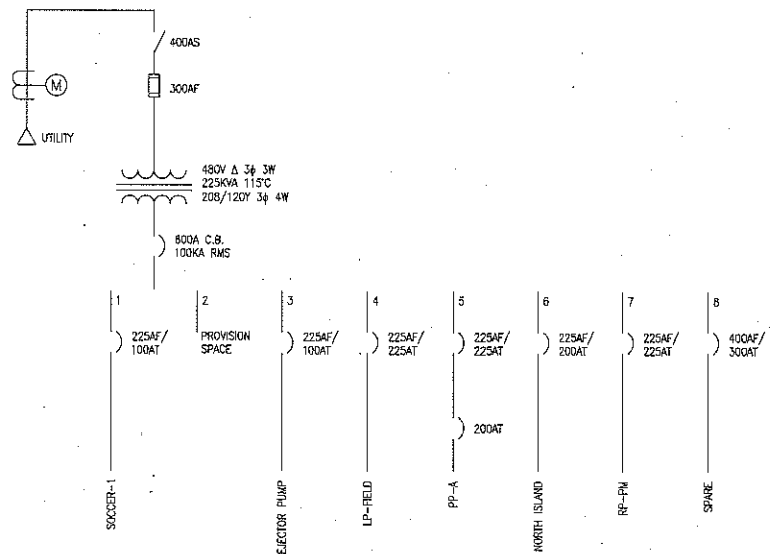 400AS
300AF
M
UTILITY
480V Δ 3ϕ 3W
225KVA 115°C
208/120Y 3ϕ 4W
800A C.B.
100KA RMS
1
2
3
4
5
6
7
8
225AF/
100AT
PROVISION
SPACE
225AF/
100AT
225AF/
225AT
225AF/
225AT
225AF/
200AT
225AF/
225AT
400AF/
300AT
200AT
SOCCER-1
EJECTOR PUMP
LP-FIELD
PP-A
NORTH ISLAND
RP-PM
SPARE